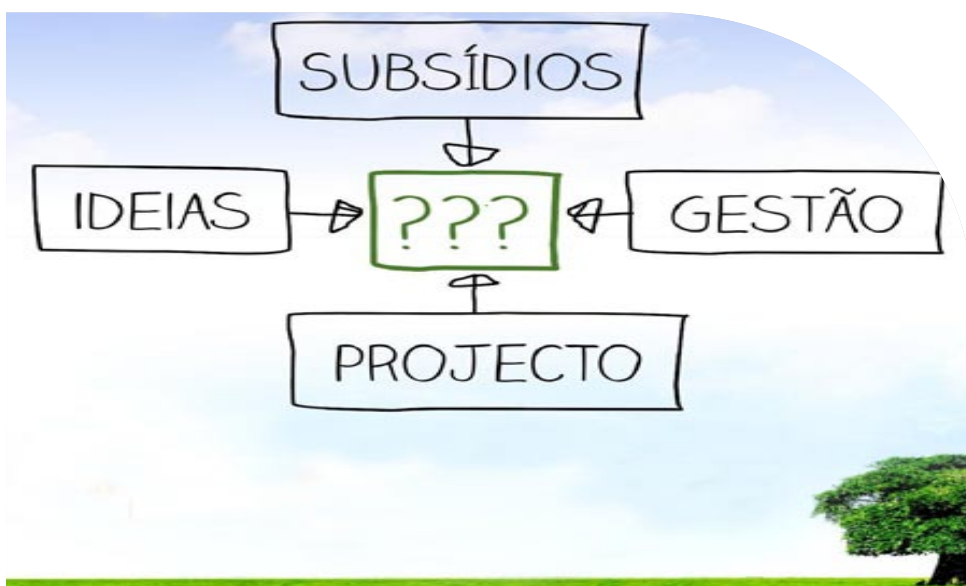 SUBSÍDIOS
IDEIAS
???
GESTÃO
PROJECTO